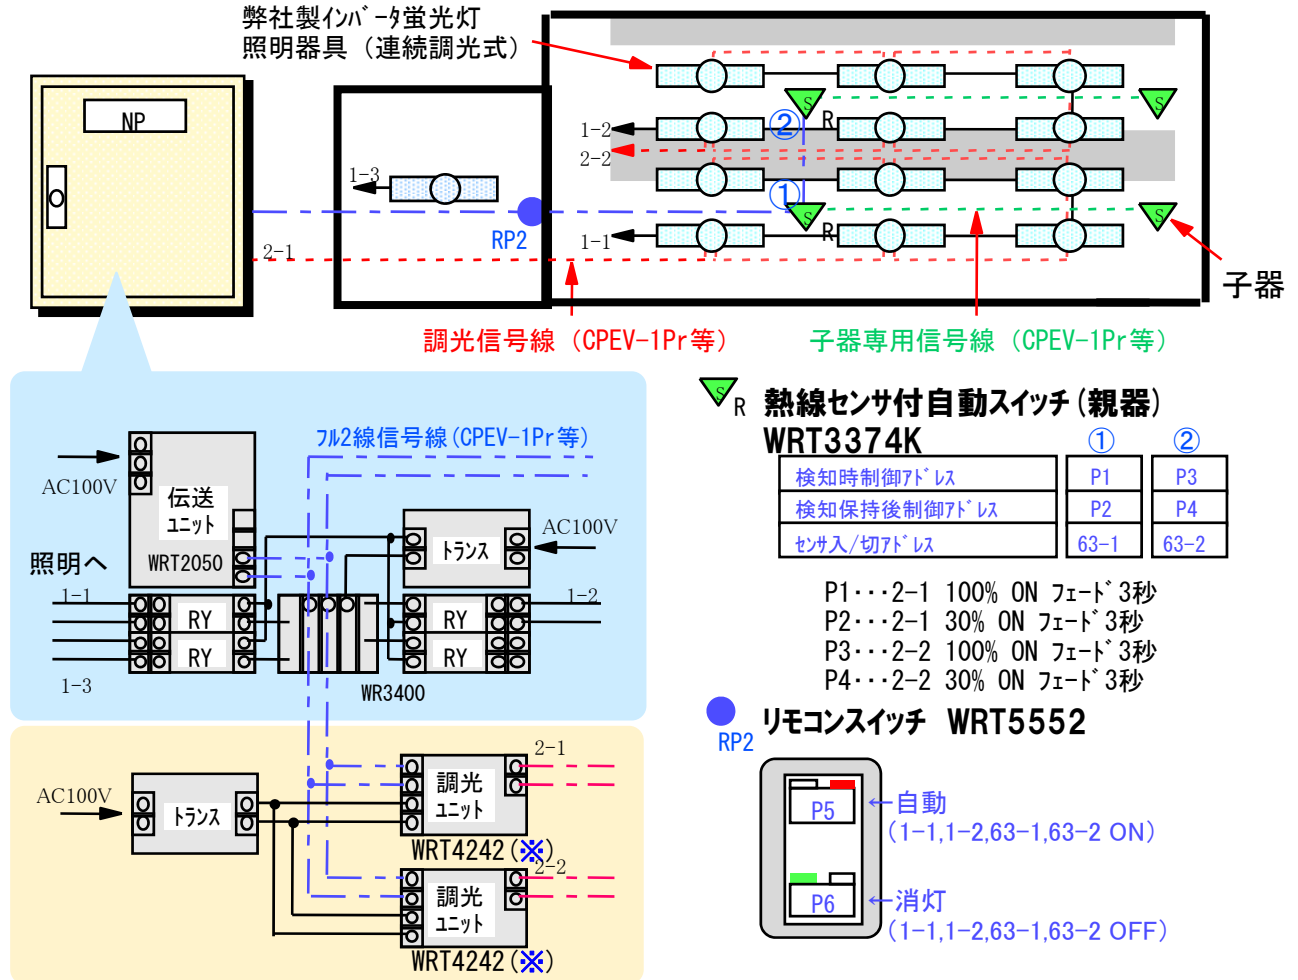 弊社製ｲﾝﾊﾞｰﾀ蛍光灯
照明器具（連続調光式）
NP
1-3
RP2
2-1
1-2
2-2
1-1
②
①
S
R
S
S
R
S
子器
調光信号線（CPEV-1Pr等）
子器専用信号線（CPEV-1Pr等）
ﾌﾙ2線信号線(CPEV-1Pr等)
AC100V
伝送
ﾕﾆｯﾄ
WRT2050
トランス
AC100V
照明へ
1-1
RY
RY
1-3
WR3400
RY
RY
1-2
AC100V
トランス
調光
ﾕﾆｯﾄ
2-1
WRT4242(※)
2-2
調光
ﾕﾆｯﾄ
WRT4242(※)
S
R
熱線センサ付自動スイッチ(親器)
WRT3374K
① ②
検知時制御ｱﾄﾞﾚｽ P1 P3
検知保持後制御ｱﾄﾞﾚｽ P2 P4
ｾﾝｻ入/切ｱﾄﾞﾚｽ 63-1 63-2
P1･･･2-1 100% ON ﾌｪｰﾄﾞ3秒
P2･･･2-1 30% ON ﾌｪｰﾄﾞ3秒
P3･･･2-2 100% ON ﾌｪｰﾄﾞ3秒
P4･･･2-2 30% ON ﾌｪｰﾄﾞ3秒
RP2
リモコンスイッチ WRT5552
P5
←自動
(1-1,1-2,63-1,63-2 ON)
P6
←消灯
(1-1,1-2,63-1,63-2 OFF)